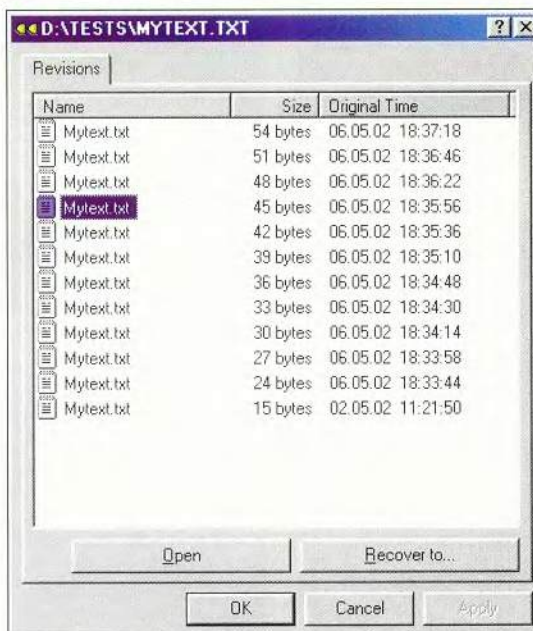 D:\TESTS\MYTEXT.TXT
Revisions
Name Size Original Time
Mytext.txt 54 bytes 06.05.02 18:37:18
Mytext.txt 51 bytes 06.05.02 18:36:46
Mytext.txt 48 bytes 06.05.02 18:36:22
Mytext.txt 45 bytes 06.05.02 18:35:56
Mytext.txt 42 bytes 06.05.02 18:35:36
Mytext.txt 39 bytes 06.05.02 18:35:10
Mytext.txt 36 bytes 06.05.02 18:34:48
Mytext.txt 33 bytes 06.05.02 18:34:30
Mytext.txt 30 bytes 06.05.02 18:34:14
Mytext.txt 27 bytes 06.05.02 18:33:58
Mytext.txt 24 bytes 06.05.02 18:33:44
Mytext.txt 15 bytes 02.05.02 11:21:50
Open Recover to...
OK Cancel Apply